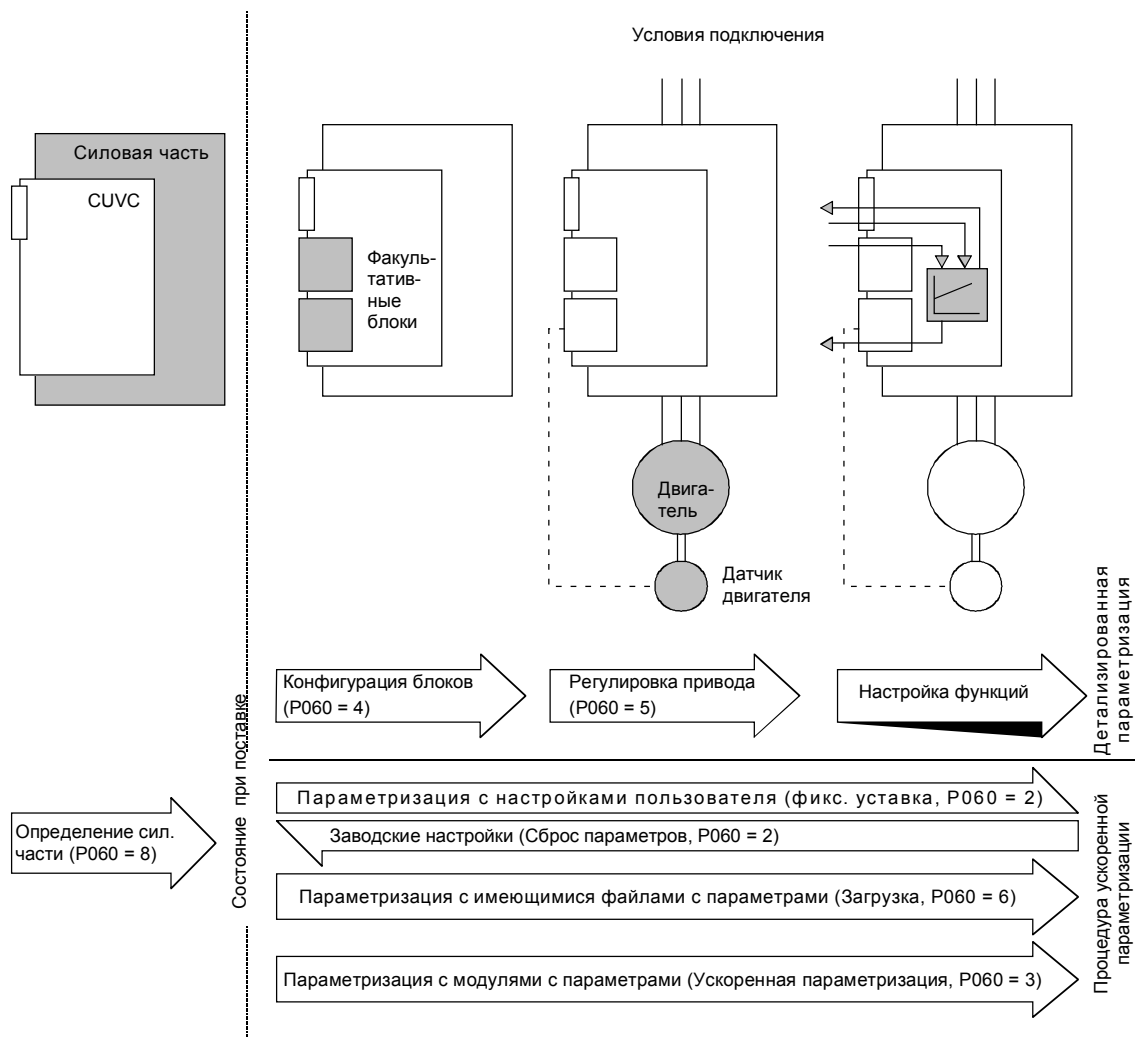 Условия подключения
Силовая часть
CUVC
Факуль-
татив-
ные
блоки
Двига-
тель
Датчик
двигателя
Конфигурация блоков
(P060 = 4)
Регулировка привода
(P060 = 5)
Настройка функций
Детализированная
параметризация
Состояние при поставке
Определение сил.
части (P060 = 8)
Параметризация с настройками пользователя (фикс. уставка, P060 = 2)
Заводские настройки (Сброс параметров, P060 = 2)
Параметризация с имеющимися файлами с параметрами (Загрузка, P060 = 6)
Параметризация с модулями с параметрами (Ускоренная параметризация, P060 = 3)
Процедура ускоренной
параметризации